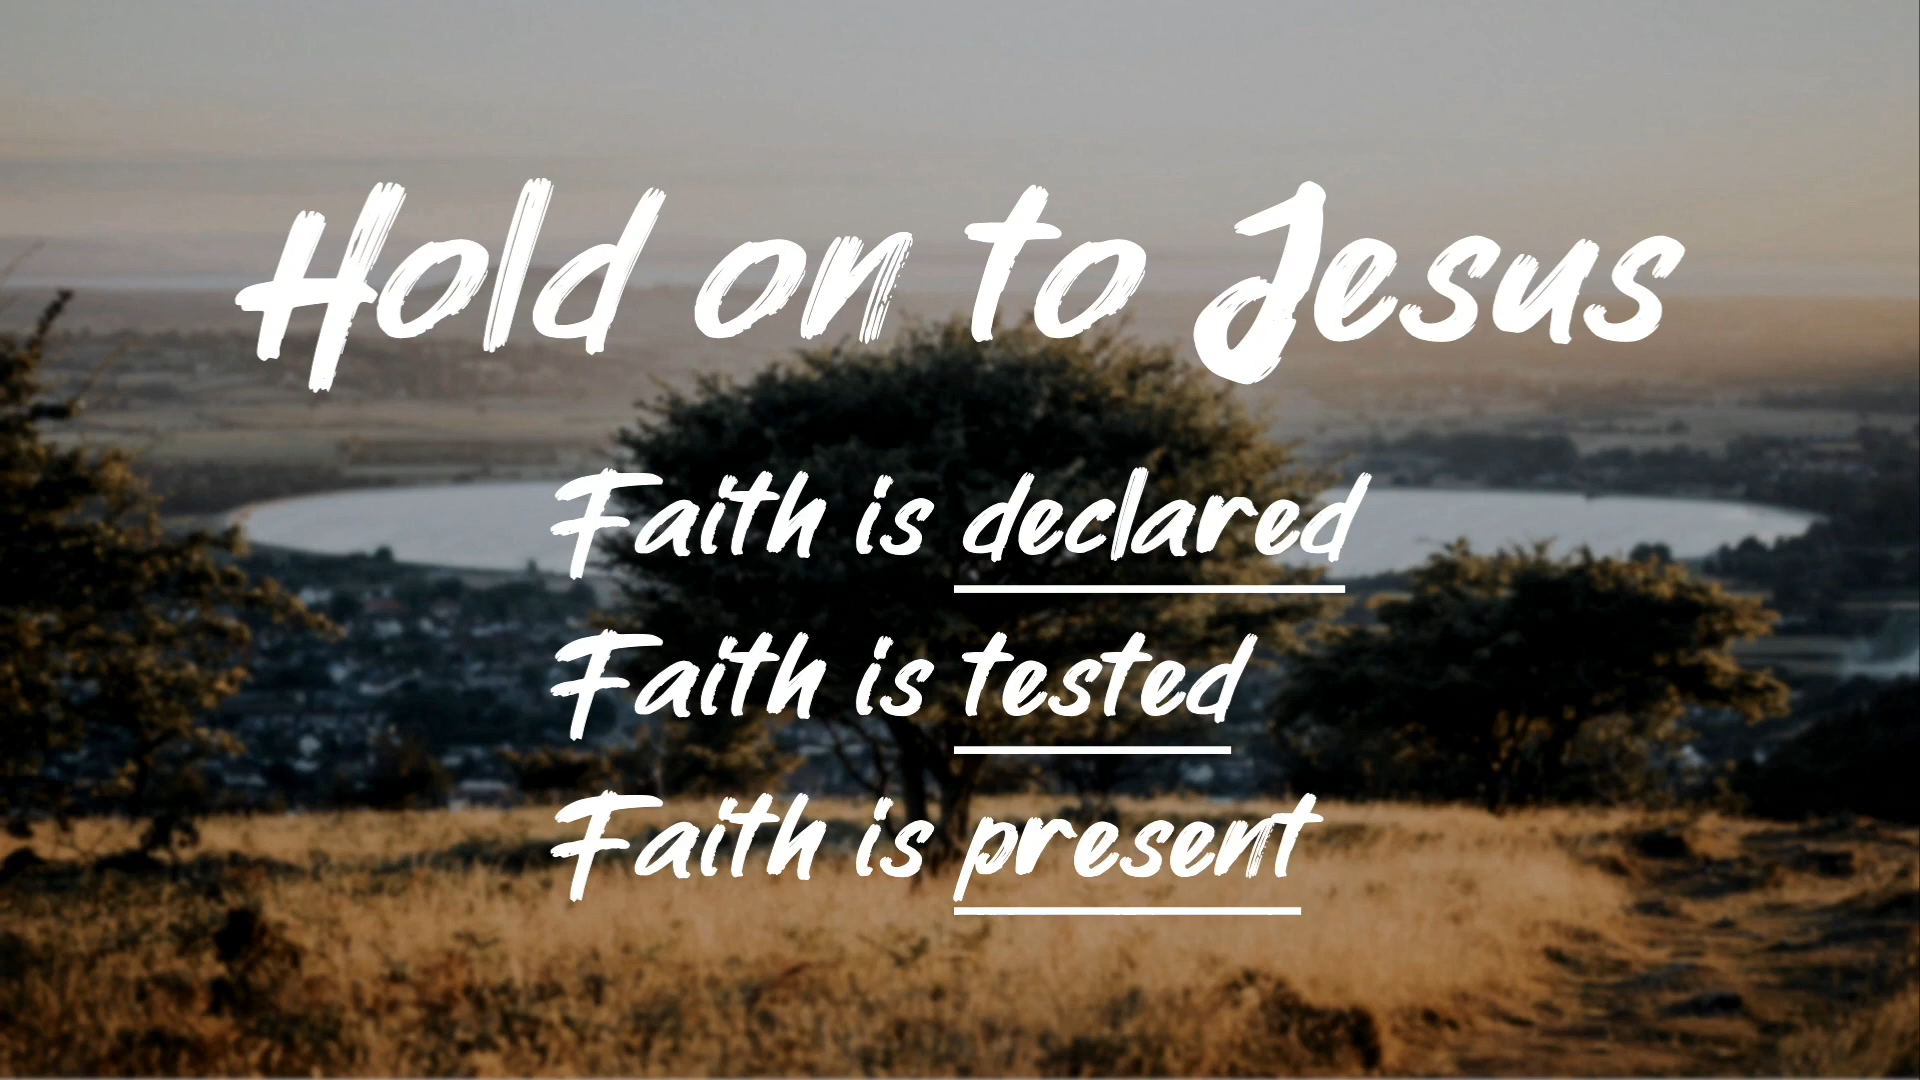 Hold on to Jesus
Faith is declared
Faith is tested
Faith is present